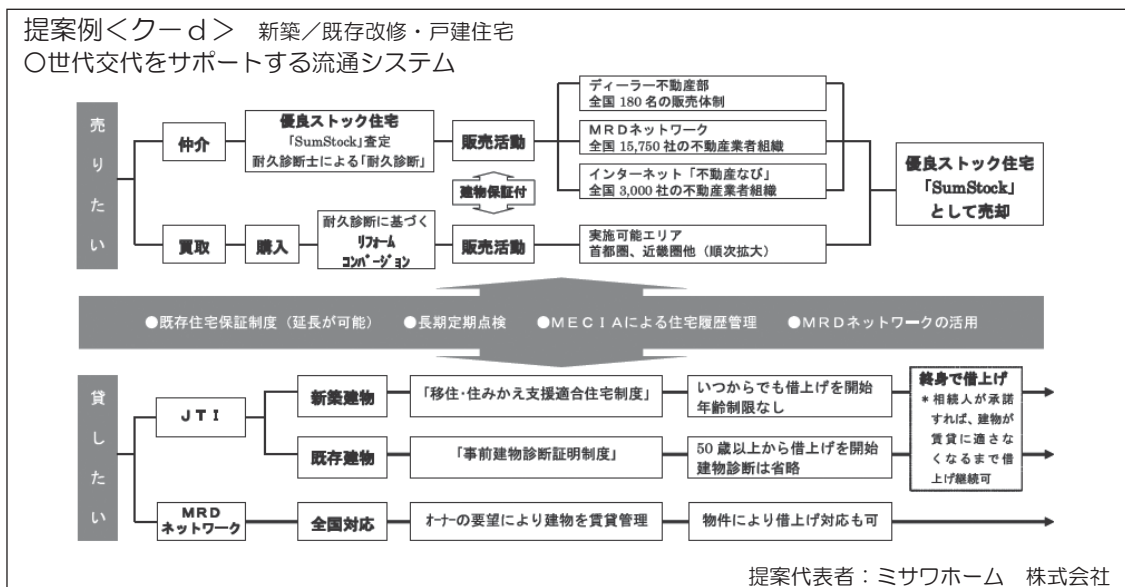 提案例＜クーｄ＞　新築／既存改修・戸建住宅
○世代交代をサポートする流通システム
売りたい
仲介
優良ストック住宅
「SumStock」査定
耐久診断士による「耐久診断」
販売活動
ディーラー不動産部
全国180名の販売体制
MRDネットワーク
全国15,750社の不動産業者組織
インターネット「不動産なび」
全国3,000社の不動産業者組織
建物保証付
買取
購入
耐久診断に基づく
リフォーム
コンバージョン
販売活動
実施可能エリア
首都圏、近畿圏他（順次拡大）
優良ストック住宅
「SumStock」
として売却
●既存住宅保証制度（延長が可能）　●長期定期点検　●MECIAによる住宅履歴管理　●MRDネットワークの活用
貸したい
JTI
新築建物
「移住・住みかえ支援適合住宅制度」
いつからでも借上げを開始
年齢制限なし
既存建物
「事前建物診断証明制度」
50歳以上から借上げを開始
建物診断は省略
終身で借上げ
＊相続人が承諾
すれば、建物が
賃貸に適さな
くなるまで借
上げ継続可
MRD
ネットワーク
全国対応
オーナーの要望により建物を賃貸管理
物件により借上げ対応も可
提案代表者：ミサワホーム　株式会社